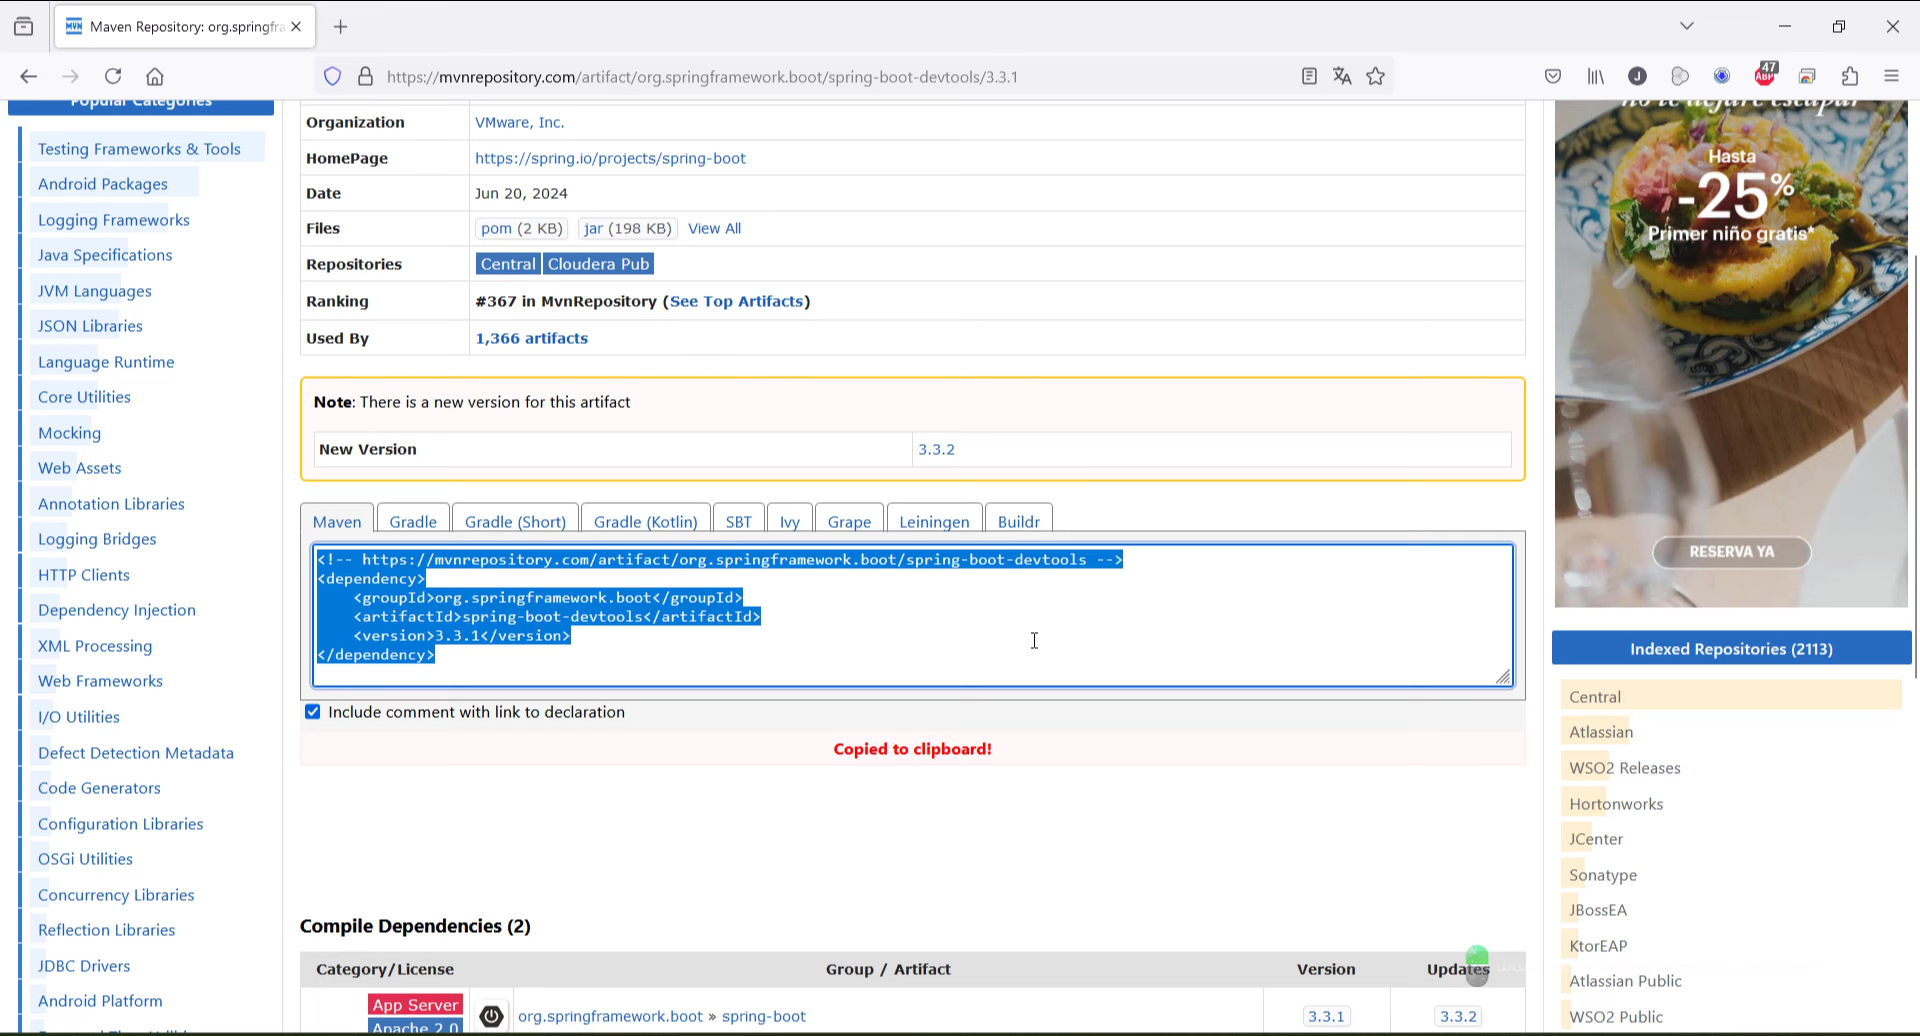 Maven Repository: org.springfra
https://mvnrepository.com/artifact/org.springframework.boot/spring-boot-devtools/3.3.1
J
47
ABP
Popular Categories
Testing Frameworks & Tools
Android Packages
Logging Frameworks
Java Specifications
JVM Languages
JSON Libraries
Language Runtime
Core Utilities
Mocking
Web Assets
Annotation Libraries
Logging Bridges
HTTP Clients
Dependency Injection
XML Processing
Web Frameworks
I/O Utilities
Defect Detection Metadata
Code Generators
Configuration Libraries
OSGi Utilities
Concurrency Libraries
Reflection Libraries
JDBC Drivers
Android Platform
Organization VMware, Inc.
HomePage https://spring.io/projects/spring-boot
Date Jun 20, 2024
Files pom (2 KB) jar (198 KB) View All
Repositories Central Cloudera Pub
Ranking #367 in MvnRepository (See Top Artifacts)
Used By 1,366 artifacts
Note: There is a new version for this artifact
New Version 3.3.2
Maven Gradle Gradle (Short) Gradle (Kotlin) SBT Ivy Grape Leiningen Buildr
<!-- https://mvnrepository.com/artifact/org.springframework.boot/spring-boot-devtools -->
<dependency>
    <groupId>org.springframework.boot</groupId>
    <artifactId>spring-boot-devtools</artifactId>
    <version>3.3.1</version>
</dependency>
Include comment with link to declaration
Copied to clipboard!
Compile Dependencies (2)
Category/License Group / Artifact Version Updates
App Server
Apache 2.0
org.springframework.boot » spring-boot 3.3.1 3.3.2
no te dejare escapar
Hasta
-25%
Primer niño gratis*
RESERVA YA
Indexed Repositories (2113)
Central
Atlassian
WSO2 Releases
Hortonworks
JCenter
Sonatype
JBossEA
KtorEAP
Atlassian Public
WSO2 Public